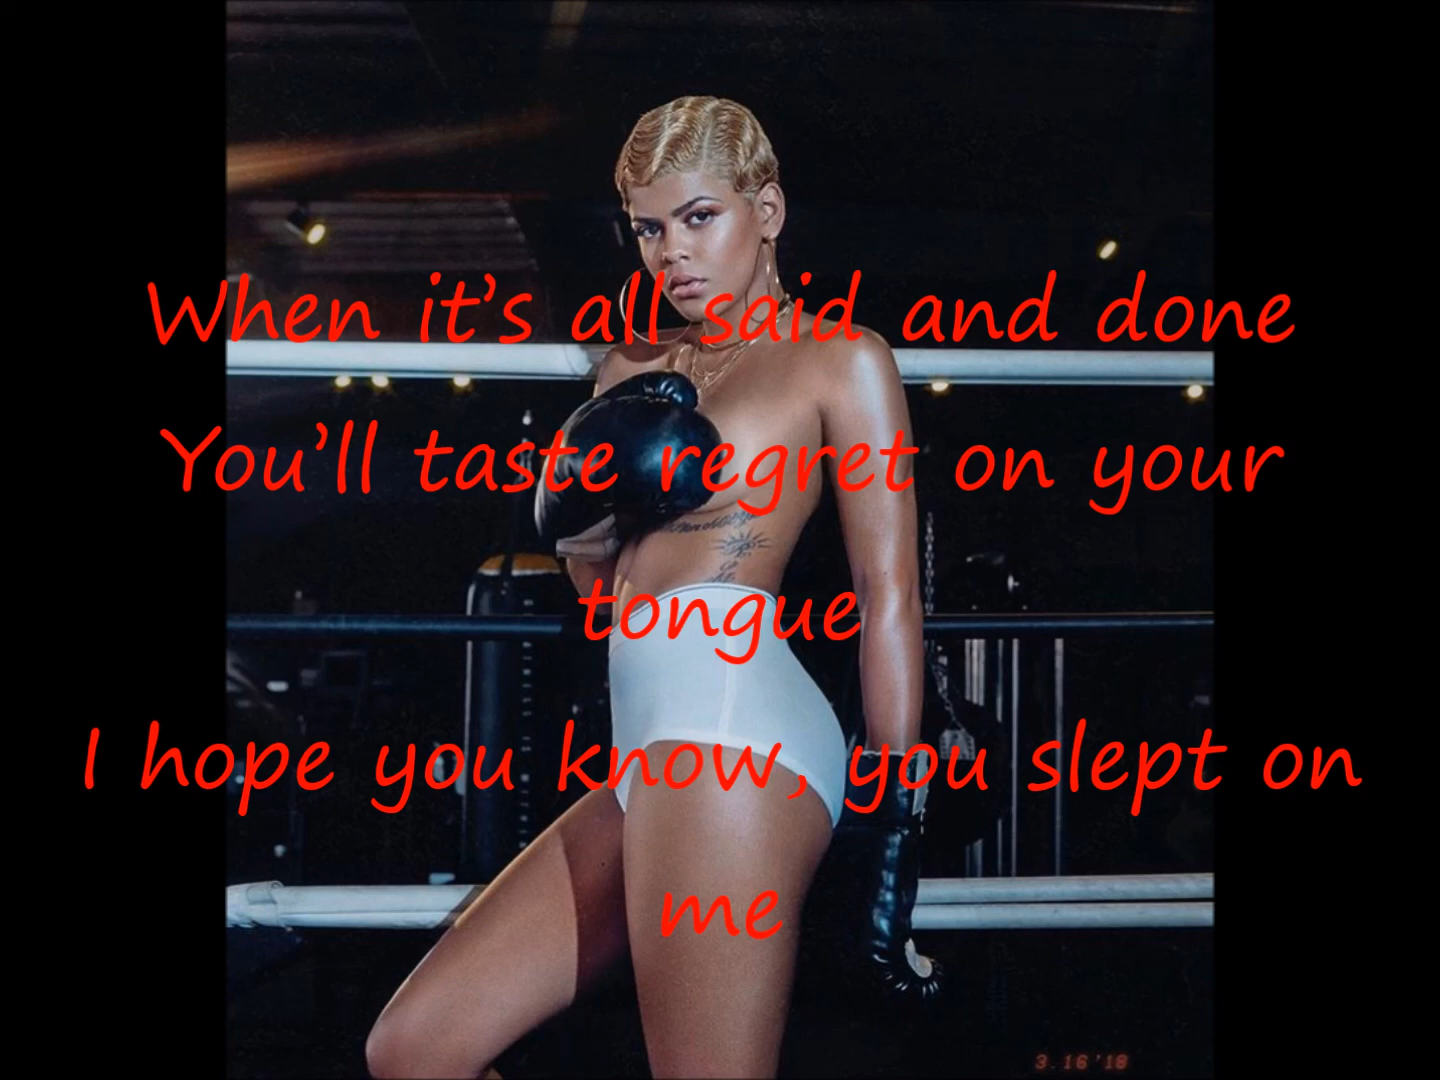 When it's all said and done
You'll taste regret on your
tongue
I hope you know, you slept on
me
3.16'18